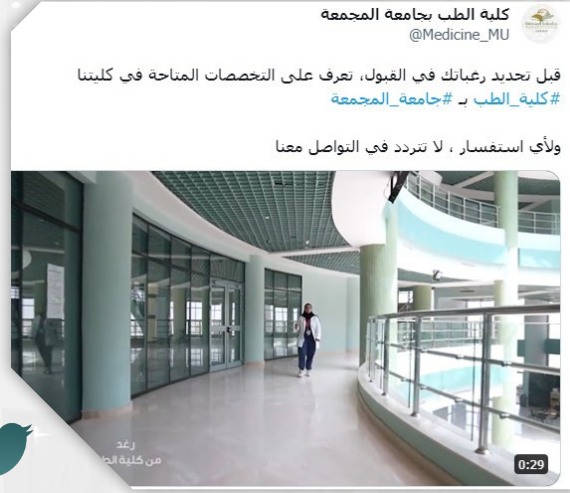 كلية الطب بجامعة المجمعة
@Medicine_MU
قبل تحديد رغباتك في القبول، تعرف على التخصصات المتاحة في كليتنا
#كلية_الطب بـ #جامعة_المجمعة
ولأي استفسار ، لا تتردد في التواصل معنا
رغد
من كلية
0:29